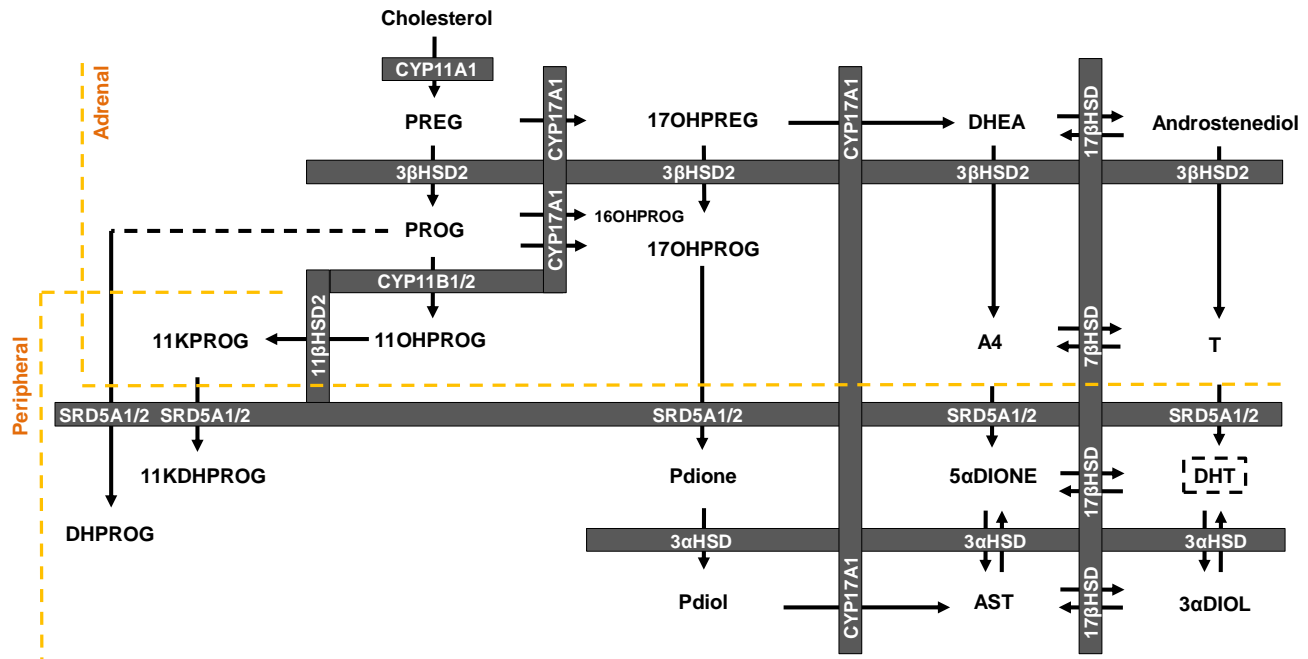 Cholesterol
CYP11A1
Adrenal
CYP17A1
CYP17A1
17βHSD
PREG
17OHPREG
DHEA
Androstenediol
3βHSD2
3βHSD2
3βHSD2
3βHSD2
CYP17A1
PROG
16OHPROG
17OHPROG
CYP11B1/2
11βHSD2
11KPROG
11OHPROG
A4
7βHSD
T
Peripheral
SRD5A1/2
SRD5A1/2
SRD5A1/2
SRD5A1/2
SRD5A1/2
11KDHPROG
Pdione
5αDIONE
17βHSD
DHT
DHPROG
3αHSD
3αHSD
3αHSD
Pdiol
CYP17A1
AST
17βHSD
3αDIOL